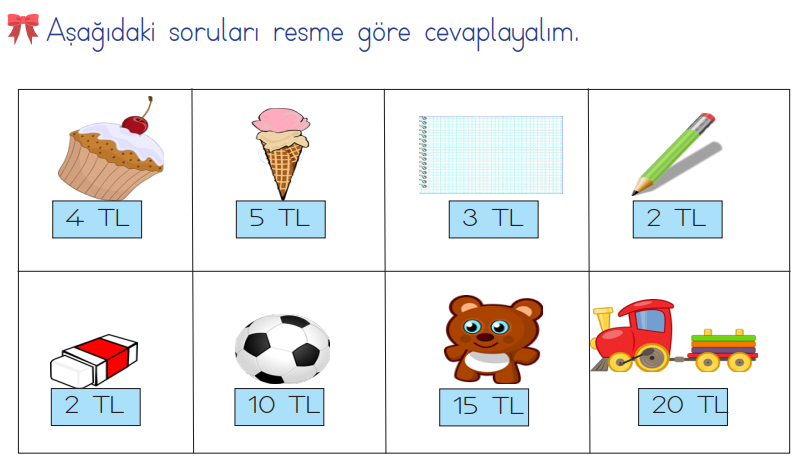 Aşağıdaki soruları resme göre cevaplayalım.
4 TL
5 TL
3 TL
2 TL
2 TL
10 TL
15 TL
20 TL